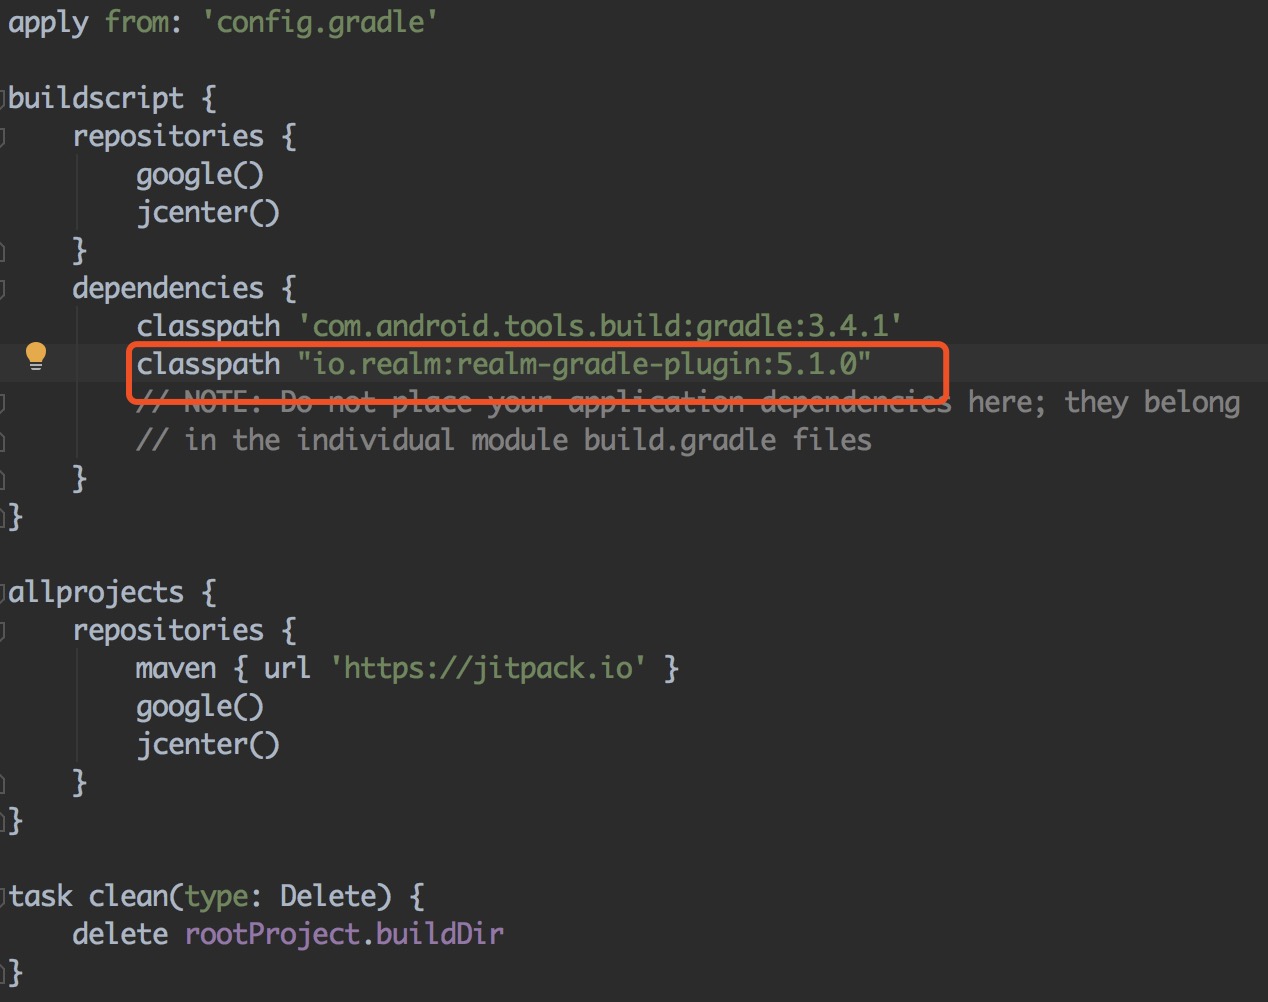 apply from: 'config.gradle'
buildscript {
repositories {
google()
jcenter()
}
dependencies {
classpath 'com.android.tools.build:gradle:3.4.1'
classpath "io.realm:realm-gradle-plugin:5.1.0"
// NOTE: Do not place your application dependencies here; they belong
// in the individual module build.gradle files
}
}
allprojects {
repositories {
maven { url 'https://jitpack.io' }
google()
jcenter()
}
}
task clean(type: Delete) {
delete rootProject.buildDir
}